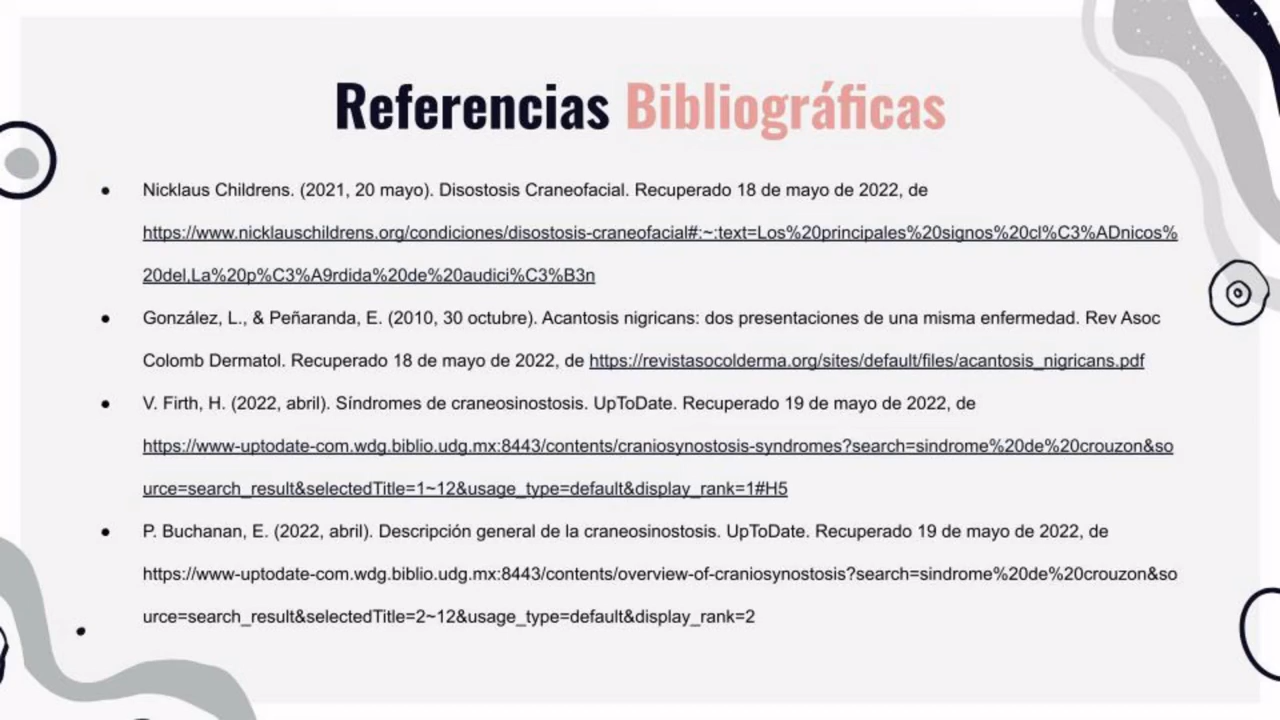 Referencias Bibliográficas
● Nicklaus Childrens. (2021, 20 mayo). Disostosis Craneofacial. Recuperado 18 de mayo de 2022, de
https://www.nicklauschildrens.org/condiciones/disostosis-craneofacial#:~:text=Los%20principales%20signos%20cl%C3%ADnicos%
20del,La%20p%C3%A9rdida%20de%20audici%C3%B3n
● González, L., & Peñaranda, E. (2010, 30 octubre). Acantosis nigricans: dos presentaciones de una misma enfermedad. Rev Asoc
Colomb Dermatol. Recuperado 18 de mayo de 2022, de https://revistasocolderma.org/sites/default/files/acantosis_nigricans.pdf
● V. Firth, H. (2022, abril). Síndromes de craneosinostosis. UpToDate. Recuperado 19 de mayo de 2022, de
https://www-uptodate-com.wdg.biblio.udg.mx:8443/contents/craniosynostosis-syndromes?search=sindrome%20de%20crouzon&so
urce=search_result&selectedTitle=1~12&usage_type=default&display_rank=1#H5
● P. Buchanan, E. (2022, abril). Descripción general de la craneosinostosis. UpToDate. Recuperado 19 de mayo de 2022, de
https://www-uptodate-com.wdg.biblio.udg.mx:8443/contents/overview-of-craniosynostosis?search=sindrome%20de%20crouzon&so
urce=search_result&selectedTitle=2~12&usage_type=default&display_rank=2